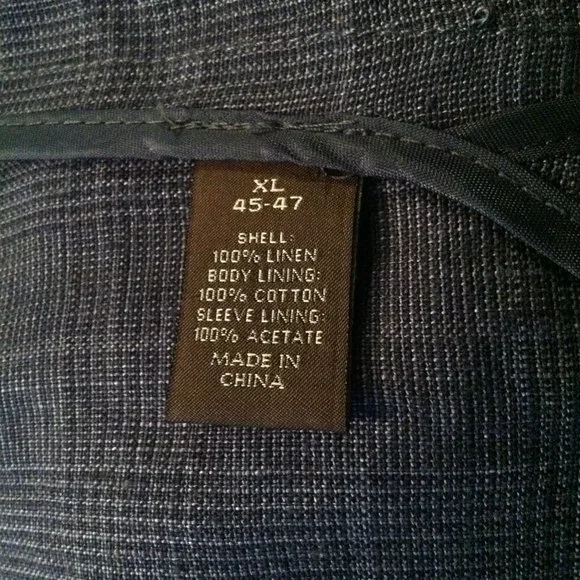 XL
45-47
SHELL:
100% LINEN
BODY LINING:
100% COTTON
SLEEVE LINING:
100% ACETATE
MADE IN
CHINA